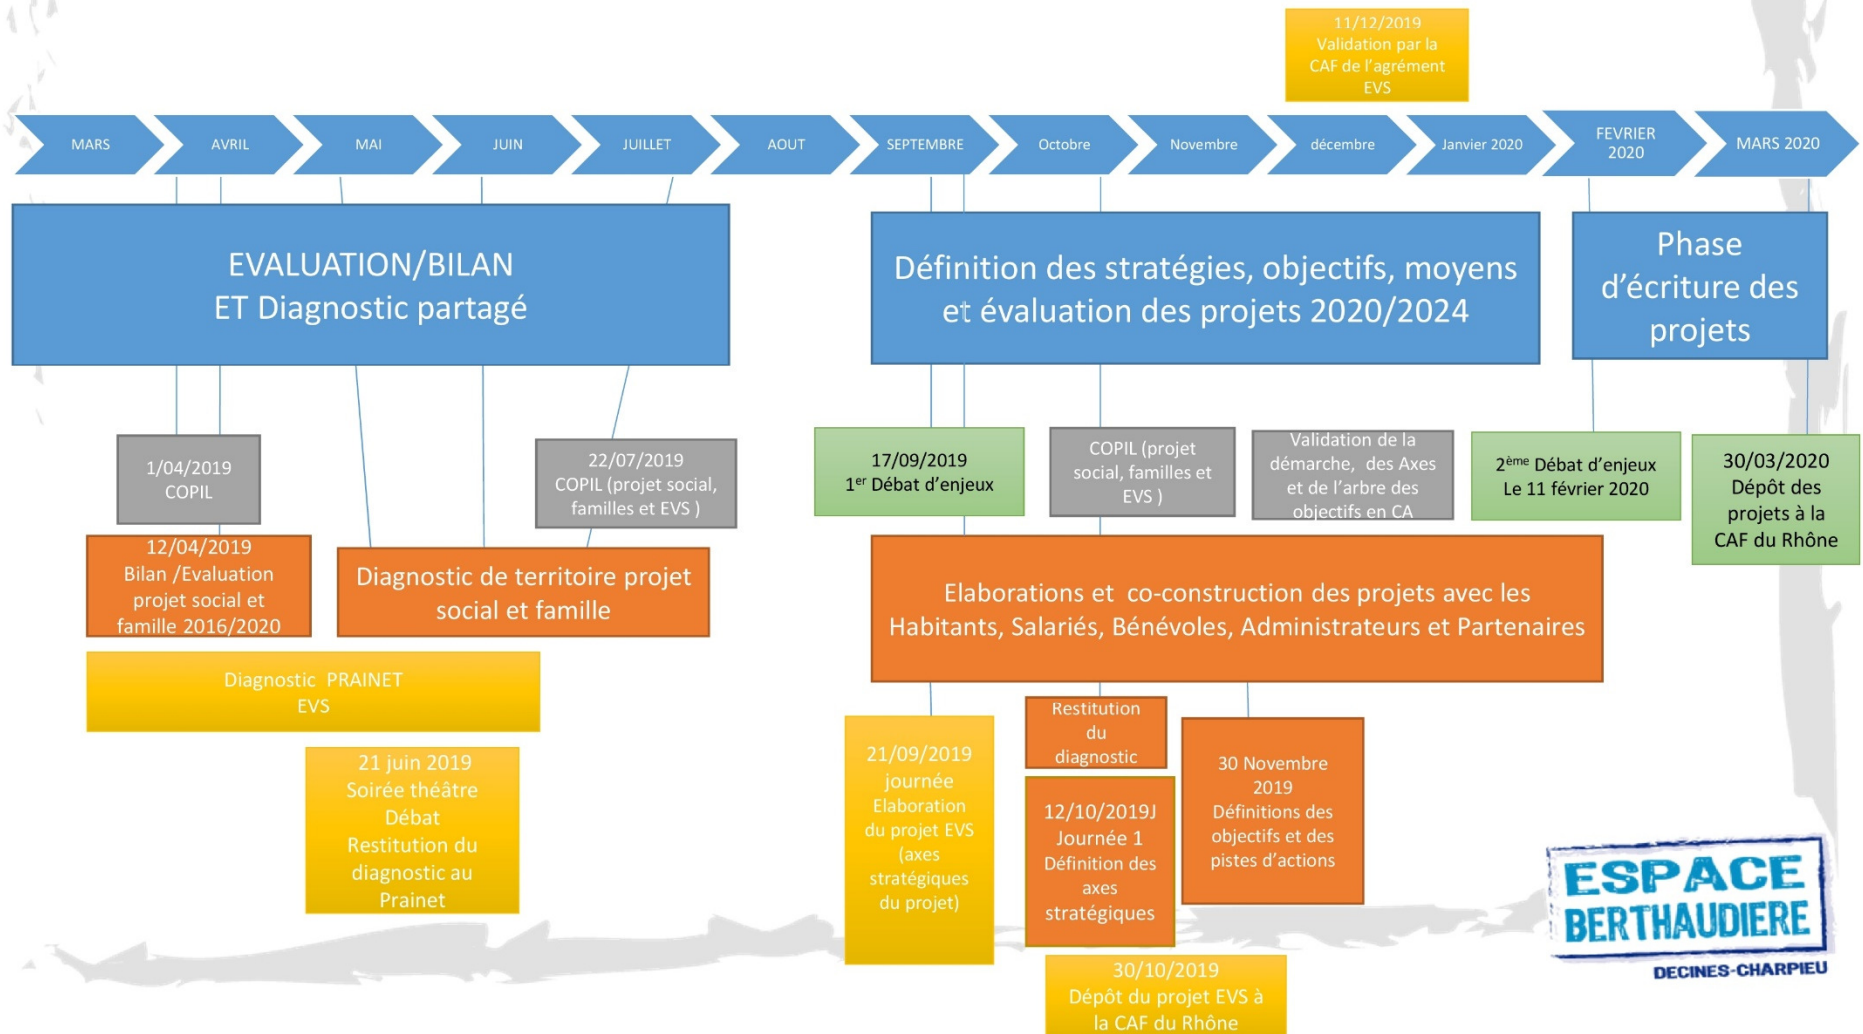 11/12/2019
Validation par la
CAF de l'agrément
EVS
MARS
AVRIL
MAI
JUIN
JUILLET
AOUT
SEPTEMBRE
Octobre
Novembre
décembre
Janvier 2020
FEVRIER
2020
MARS 2020
EVALUATION/BILAN
ET Diagnostic partagé
Définition des stratégies, objectifs, moyens
et évaluation des projets 2020/2024
Phase
d'écriture des
projets
1/04/2019
COPIL
22/07/2019
COPIL (projet social,
familles et EVS )
17/09/2019
1er Débat d'enjeux
COPIL (projet
social, familles et
EVS )
Validation de la
démarche, des Axes
et de l'arbre des
objectifs en CA
2ème Débat d'enjeux
Le 11 février 2020
30/03/2020
Dépôt des
projets à la
CAF du Rhône
12/04/2019
Bilan /Evaluation
projet social et
famille 2016/2020
Diagnostic de territoire projet
social et famille
Elaborations et co-construction des projets avec les
Habitants, Salariés, Bénévoles, Administrateurs et Partenaires
Diagnostic PRAINET
EVS
21 juin 2019
Soirée théâtre
Débat
Restitution du
diagnostic au
Prainet
21/09/2019
journée
Elaboration
du projet EVS
(axes
stratégiques
du projet)
Restitution
du
diagnostic
12/10/2019J
Journée 1
Définition des
axes
stratégiques
30 Novembre
2019
Définitions des
objectifs et des
pistes d'actions
30/10/2019
Dépôt du projet EVS à
la CAF du Rhône
ESPACE
BERTHAUDIERE
DECINES-CHARPIEU